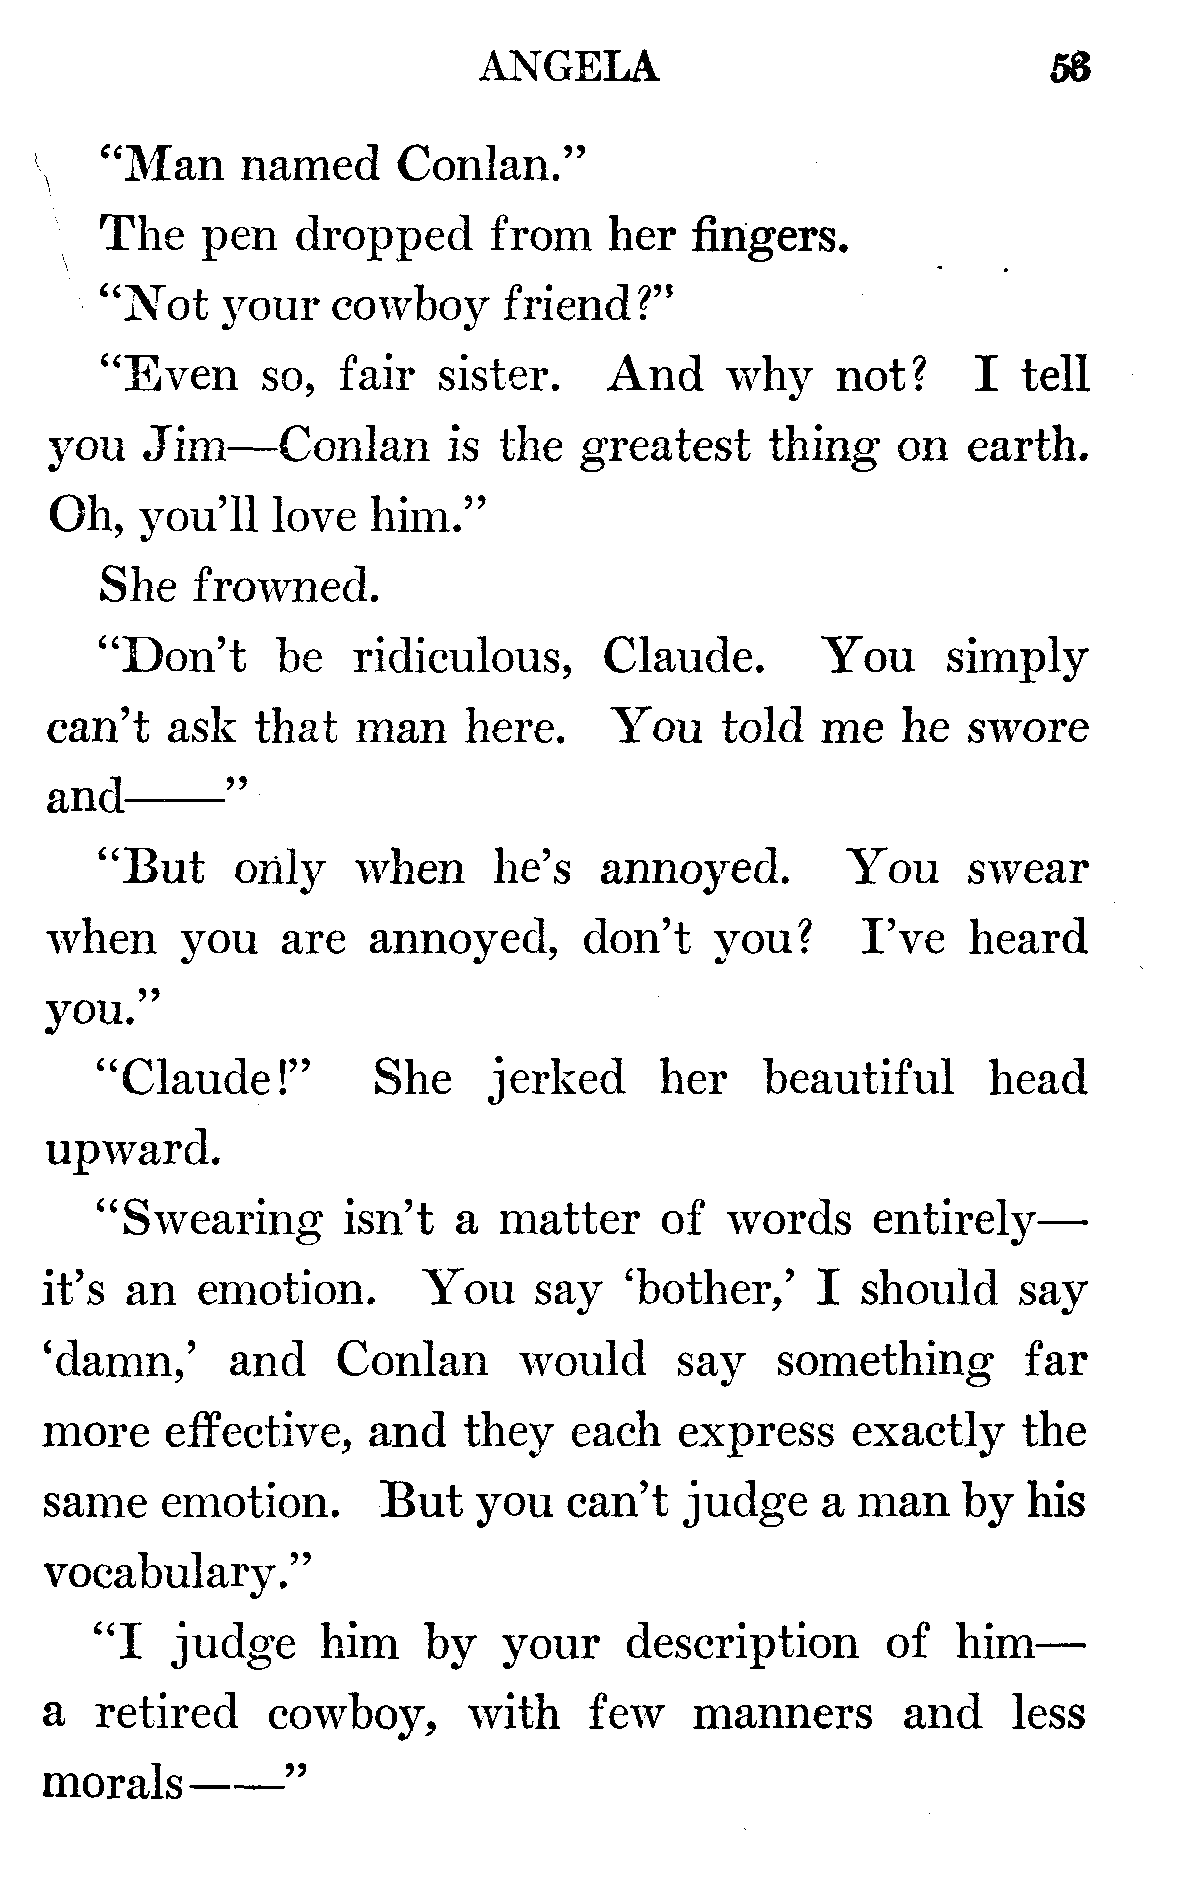 ANGELA 53
“Man named Conlan.”
The pen dropped from her fingers.
“Not your cowboy friend?”
“Even so, fair sister. And why not? I tell
you Jim—Conlan is the greatest thing on earth.
Oh, you’ll love him.”
She frowned.
“Don’t be ridiculous, Claude. You simply
can’t ask that man here. You told me he swore
and——”
“But only when he’s annoyed. You swear
when you are annoyed, don’t you? I’ve heard
you.”
“Claude!” She jerked her beautiful head
upward.
“Swearing isn’t a matter of words entirely—
it’s an emotion. You say ‘bother,’ I should say
‘damn,’ and Conlan would say something far
more effective, and they each express exactly the
same emotion. But you can’t judge a man by his
vocabulary.”
“I judge him by your description of him—
a retired cowboy, with few manners and less
morals——”